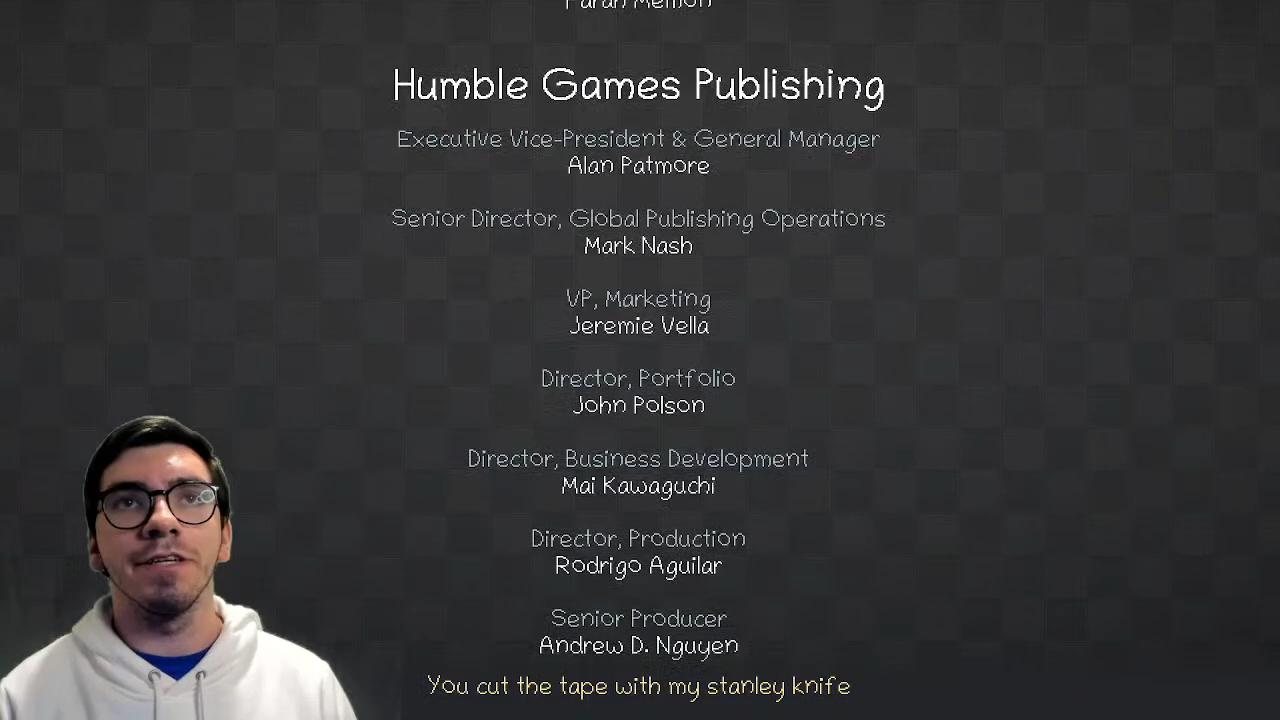 Humble Games Publishing
Executive Vice-President & General Manager
Alan Patmore
Senior Director, Global Publishing Operations
Mark Nash
VP, Marketing
Jeremie Vella
Director, Portfolio
John Polson
Director, Business Development
Mai Kawaguchi
Director, Production
Rodrigo Aguilar
Senior Producer
Andrew D. Nguyen
You cut the tape with my stanley knife